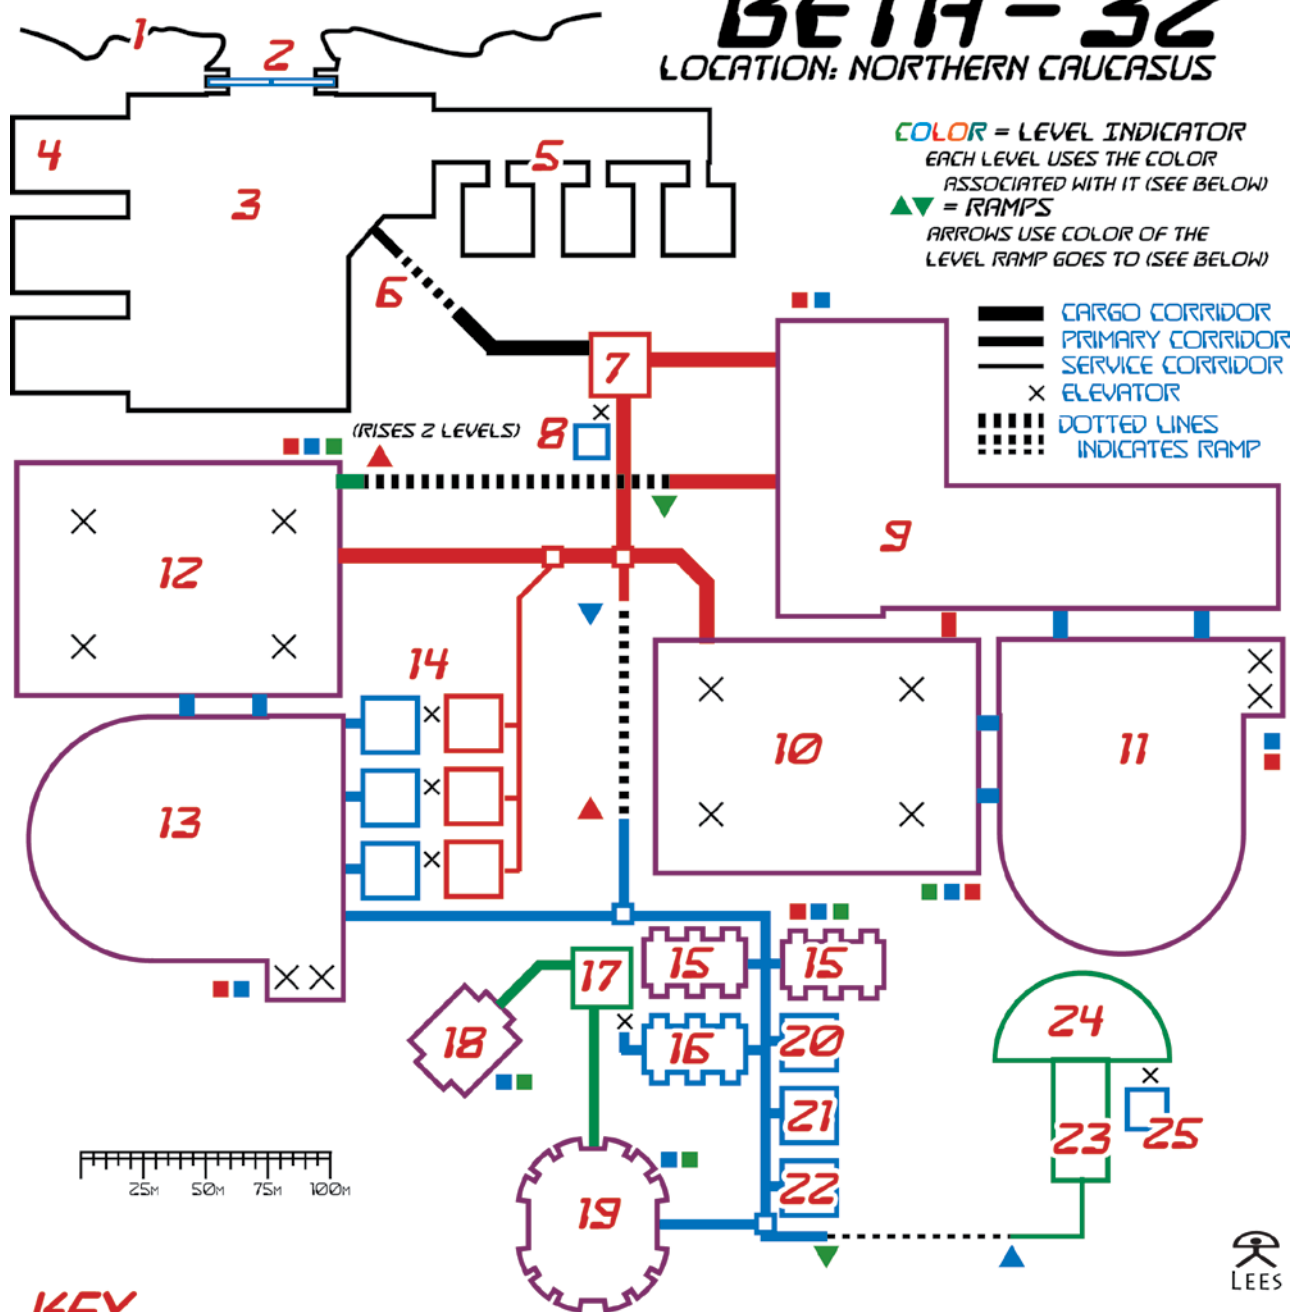 BETA-32
LOCATION: NORTHERN CAUCASUS
COLOR = LEVEL INDICATOR
EACH LEVEL USES THE COLOR
ASSOCIATED WITH IT (SEE BELOW)
= RAMPS
ARROWS USE COLOR OF THE
LEVEL RAMP GOES TO (SEE BELOW)
CARGO CORRIDOR
PRIMARY CORRIDOR
SERVICE CORRIDOR
ELEVATOR
DOTTED LINES
INDICATES RAMP
1
2
3
4
5
6
7
(RISES 2 LEVELS)
8
9
12
14
10
11
13
15
15
17
18
16
20
24
21
23
25
22
19
25M 50M 75M 100M
LEES
KEY